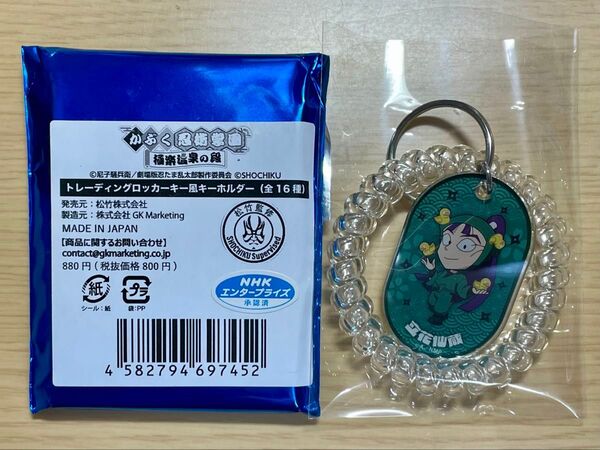 かぶく忍術学園
極楽温泉の段
©尼子騒兵衛／劇場版忍たま乱太郎製作委員会 ©SHOCHIKU
トレーディングロッカーキー風キーホルダー（全16種）
発売元：松竹株式会社
製造元：株式会社 GK Marketing
MADE IN JAPAN
【商品に関するお問い合わせ】
contact@gkmarketing.co.jp
880円（税抜価格 800円）
紙
シール：紙
袋：PP
松竹監修
SHOCHIKU Supervised
NHK
エンタープライズ
承認済
4 582794 697452
立花仙蔵